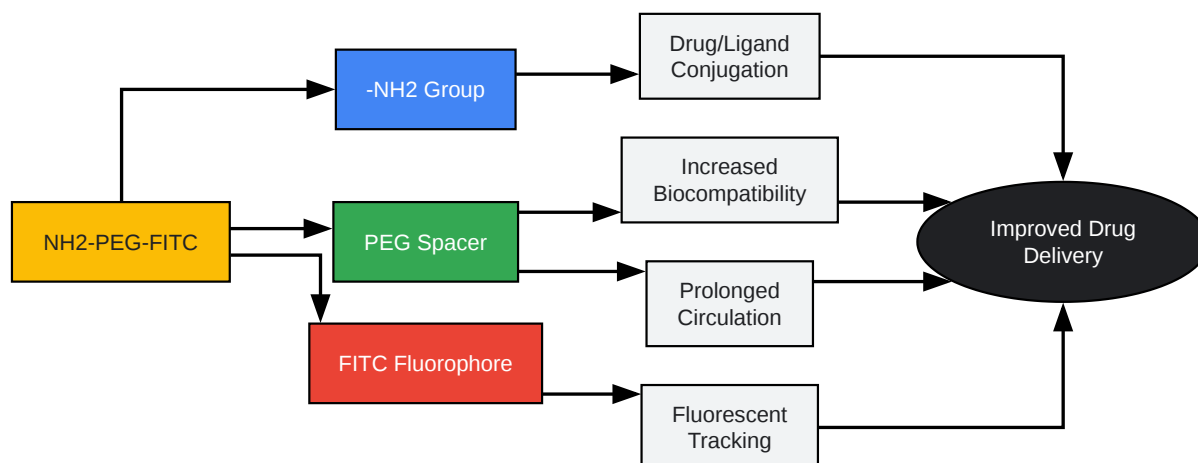 NH2-PEG-FITC
-NH2 Group
PEG Spacer
FITC Fluorophore
Drug/Ligand
Conjugation
Increased
Biocompatibility
Prolonged
Circulation
Fluorescent
Tracking
Improved Drug
Delivery